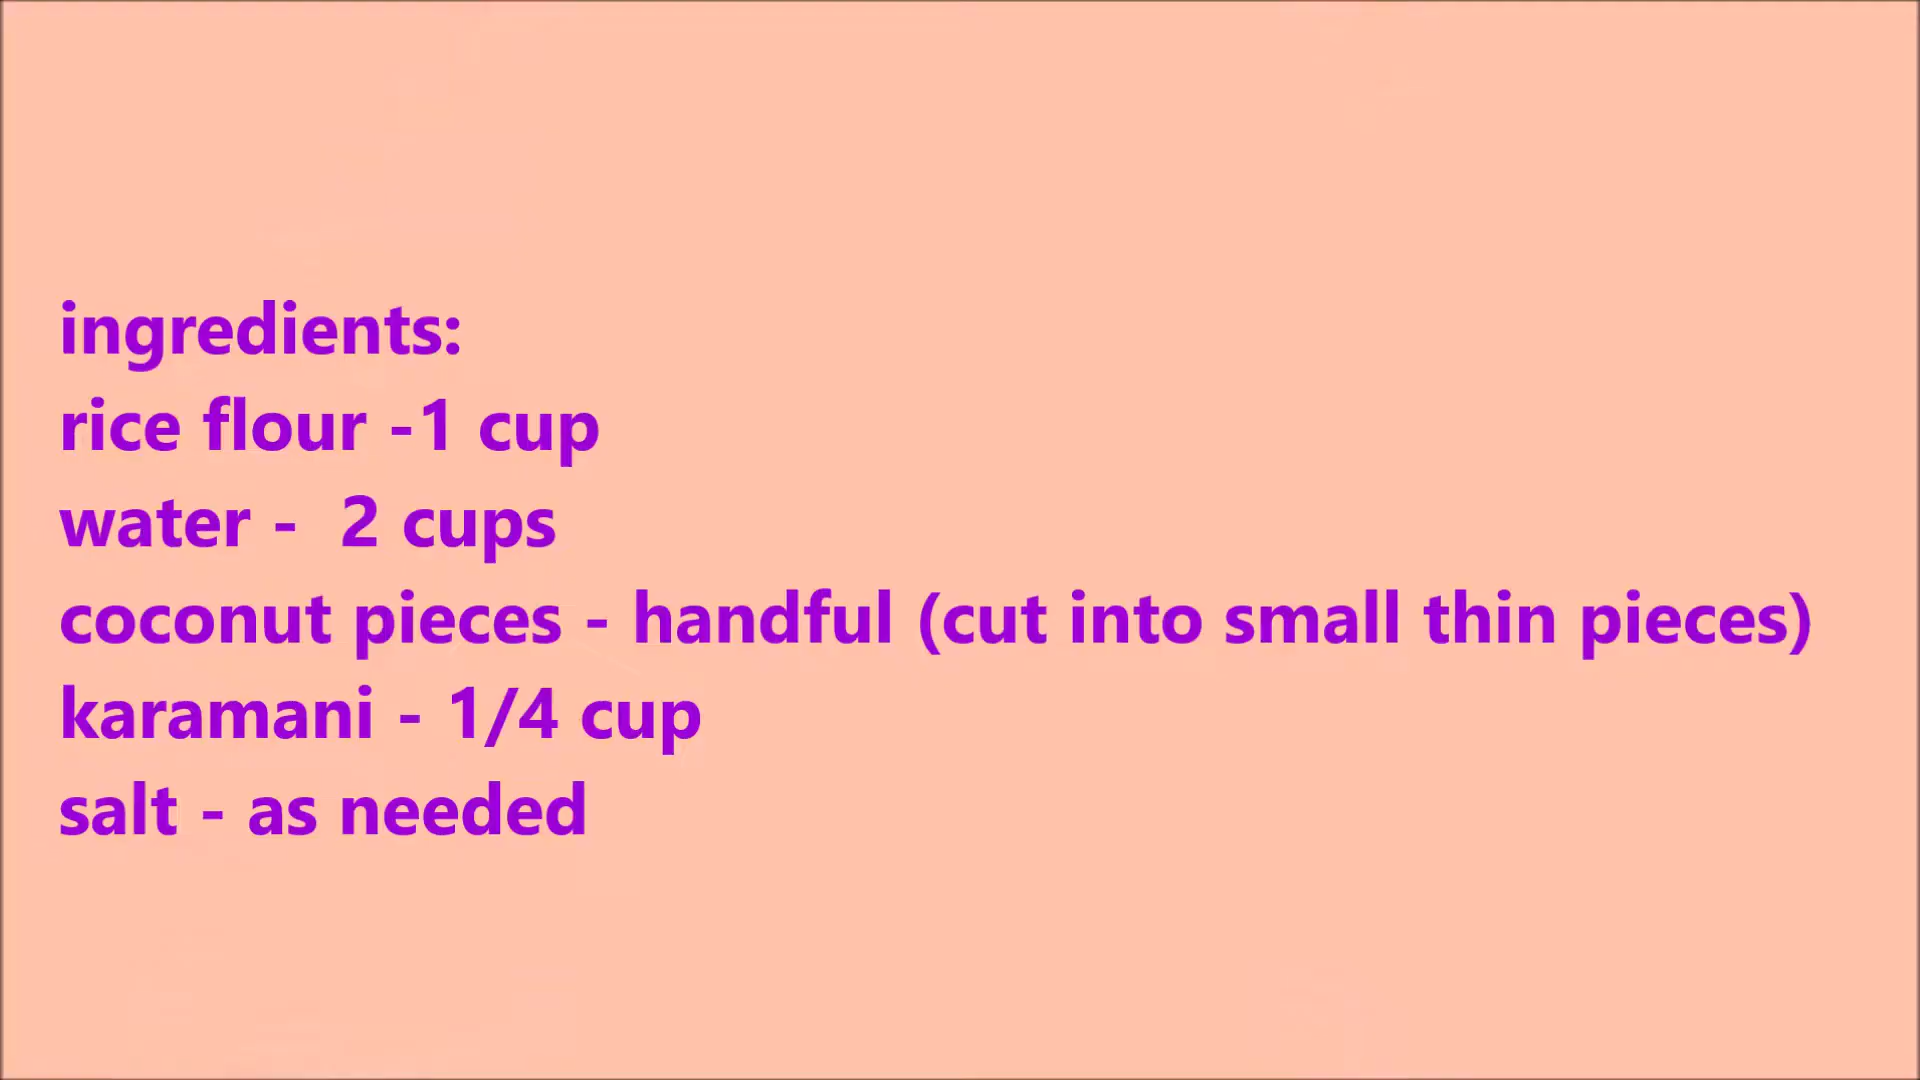 ingredients:
rice flour -1 cup
water -  2 cups
coconut pieces - handful (cut into small thin pieces)
karamani - 1/4 cup
salt - as needed